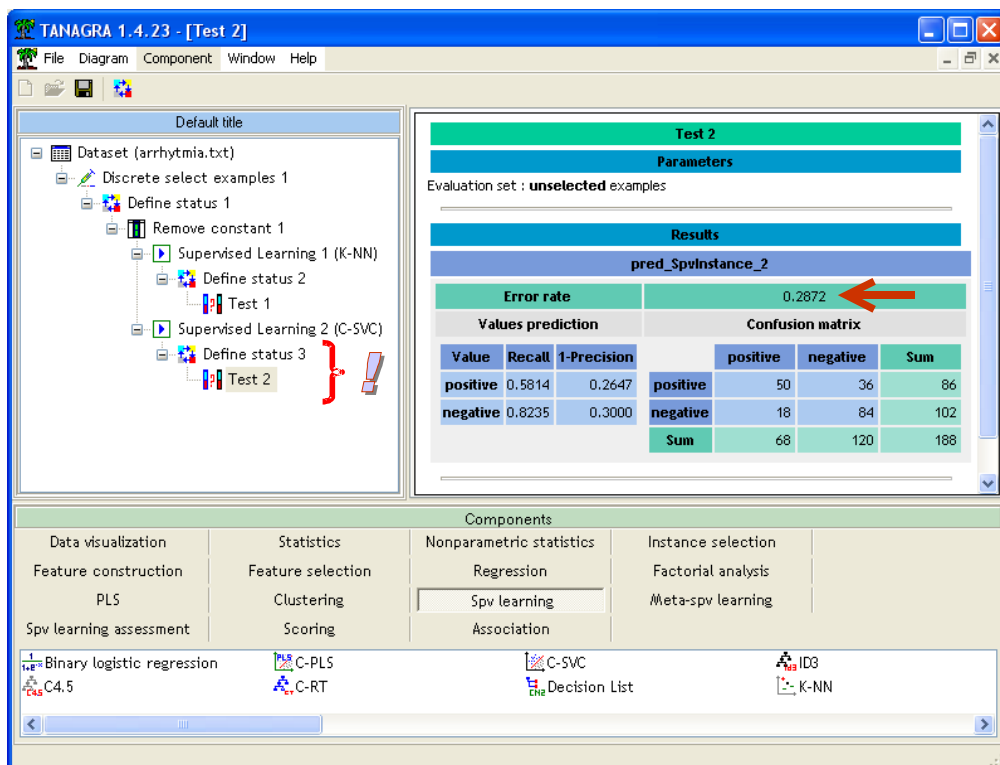 TANAGRA 1.4.23 - [Test 2]
File Diagram Component Window Help
Default title
Dataset (arrhytmia.txt)
Discrete select examples 1
Define status 1
Remove constant 1
Supervised Learning 1 (K-NN)
Define status 2
Test 1
Supervised Learning 2 (C-SVC)
Define status 3
Test 2
!
Test 2
Parameters
Evaluation set : unselected examples
Results
pred_SpvInstance_2
Error rate 0.2872
Values prediction Confusion matrix
Value Recall 1-Precision
positive 0.5814 0.2647
negative 0.8235 0.3000
positive negative Sum
positive 50 36 86
negative 18 84 102
Sum 68 120 188
Components
Data visualization Statistics Nonparametric statistics Instance selection
Feature construction Feature selection Regression Factorial analysis
PLS Clustering Spv learning Meta-spv learning
Spv learning assessment Scoring Association
Binary logistic regression C-PLS C-SVC ID3
C4.5 C-RT Decision List K-NN